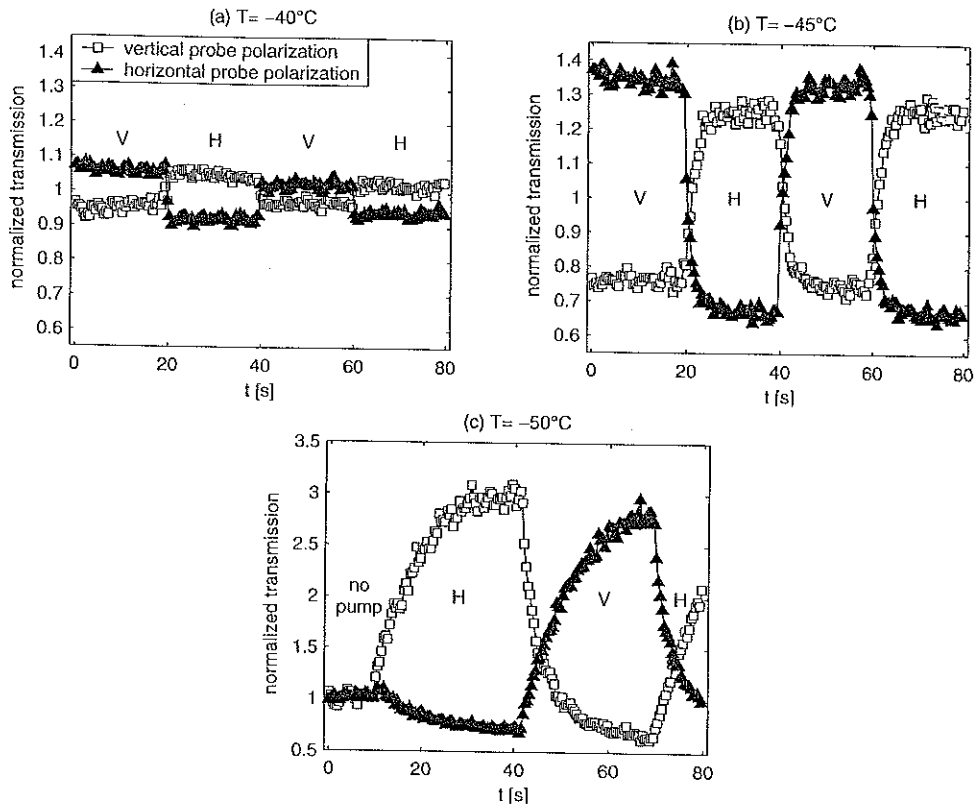 (a) T= −40°C
1.4
1.3
1.2
1.1
1
0.9
0.8
0.7
0.6
normalized transmission
vertical probe polarization
horizontal probe polarization
V H V H
0 20 40 60 80
t [s]
(b) T= −45°C
1.4
1.3
1.2
1.1
1
0.9
0.8
0.7
0.6
normalized transmission
V H V H
0 20 40 60 80
t [s]
(c) T= −50°C
3.5
3
2.5
2
1.5
1
0.5
normalized transmission
no
pump H V H
0 20 40 60 80
t [s]